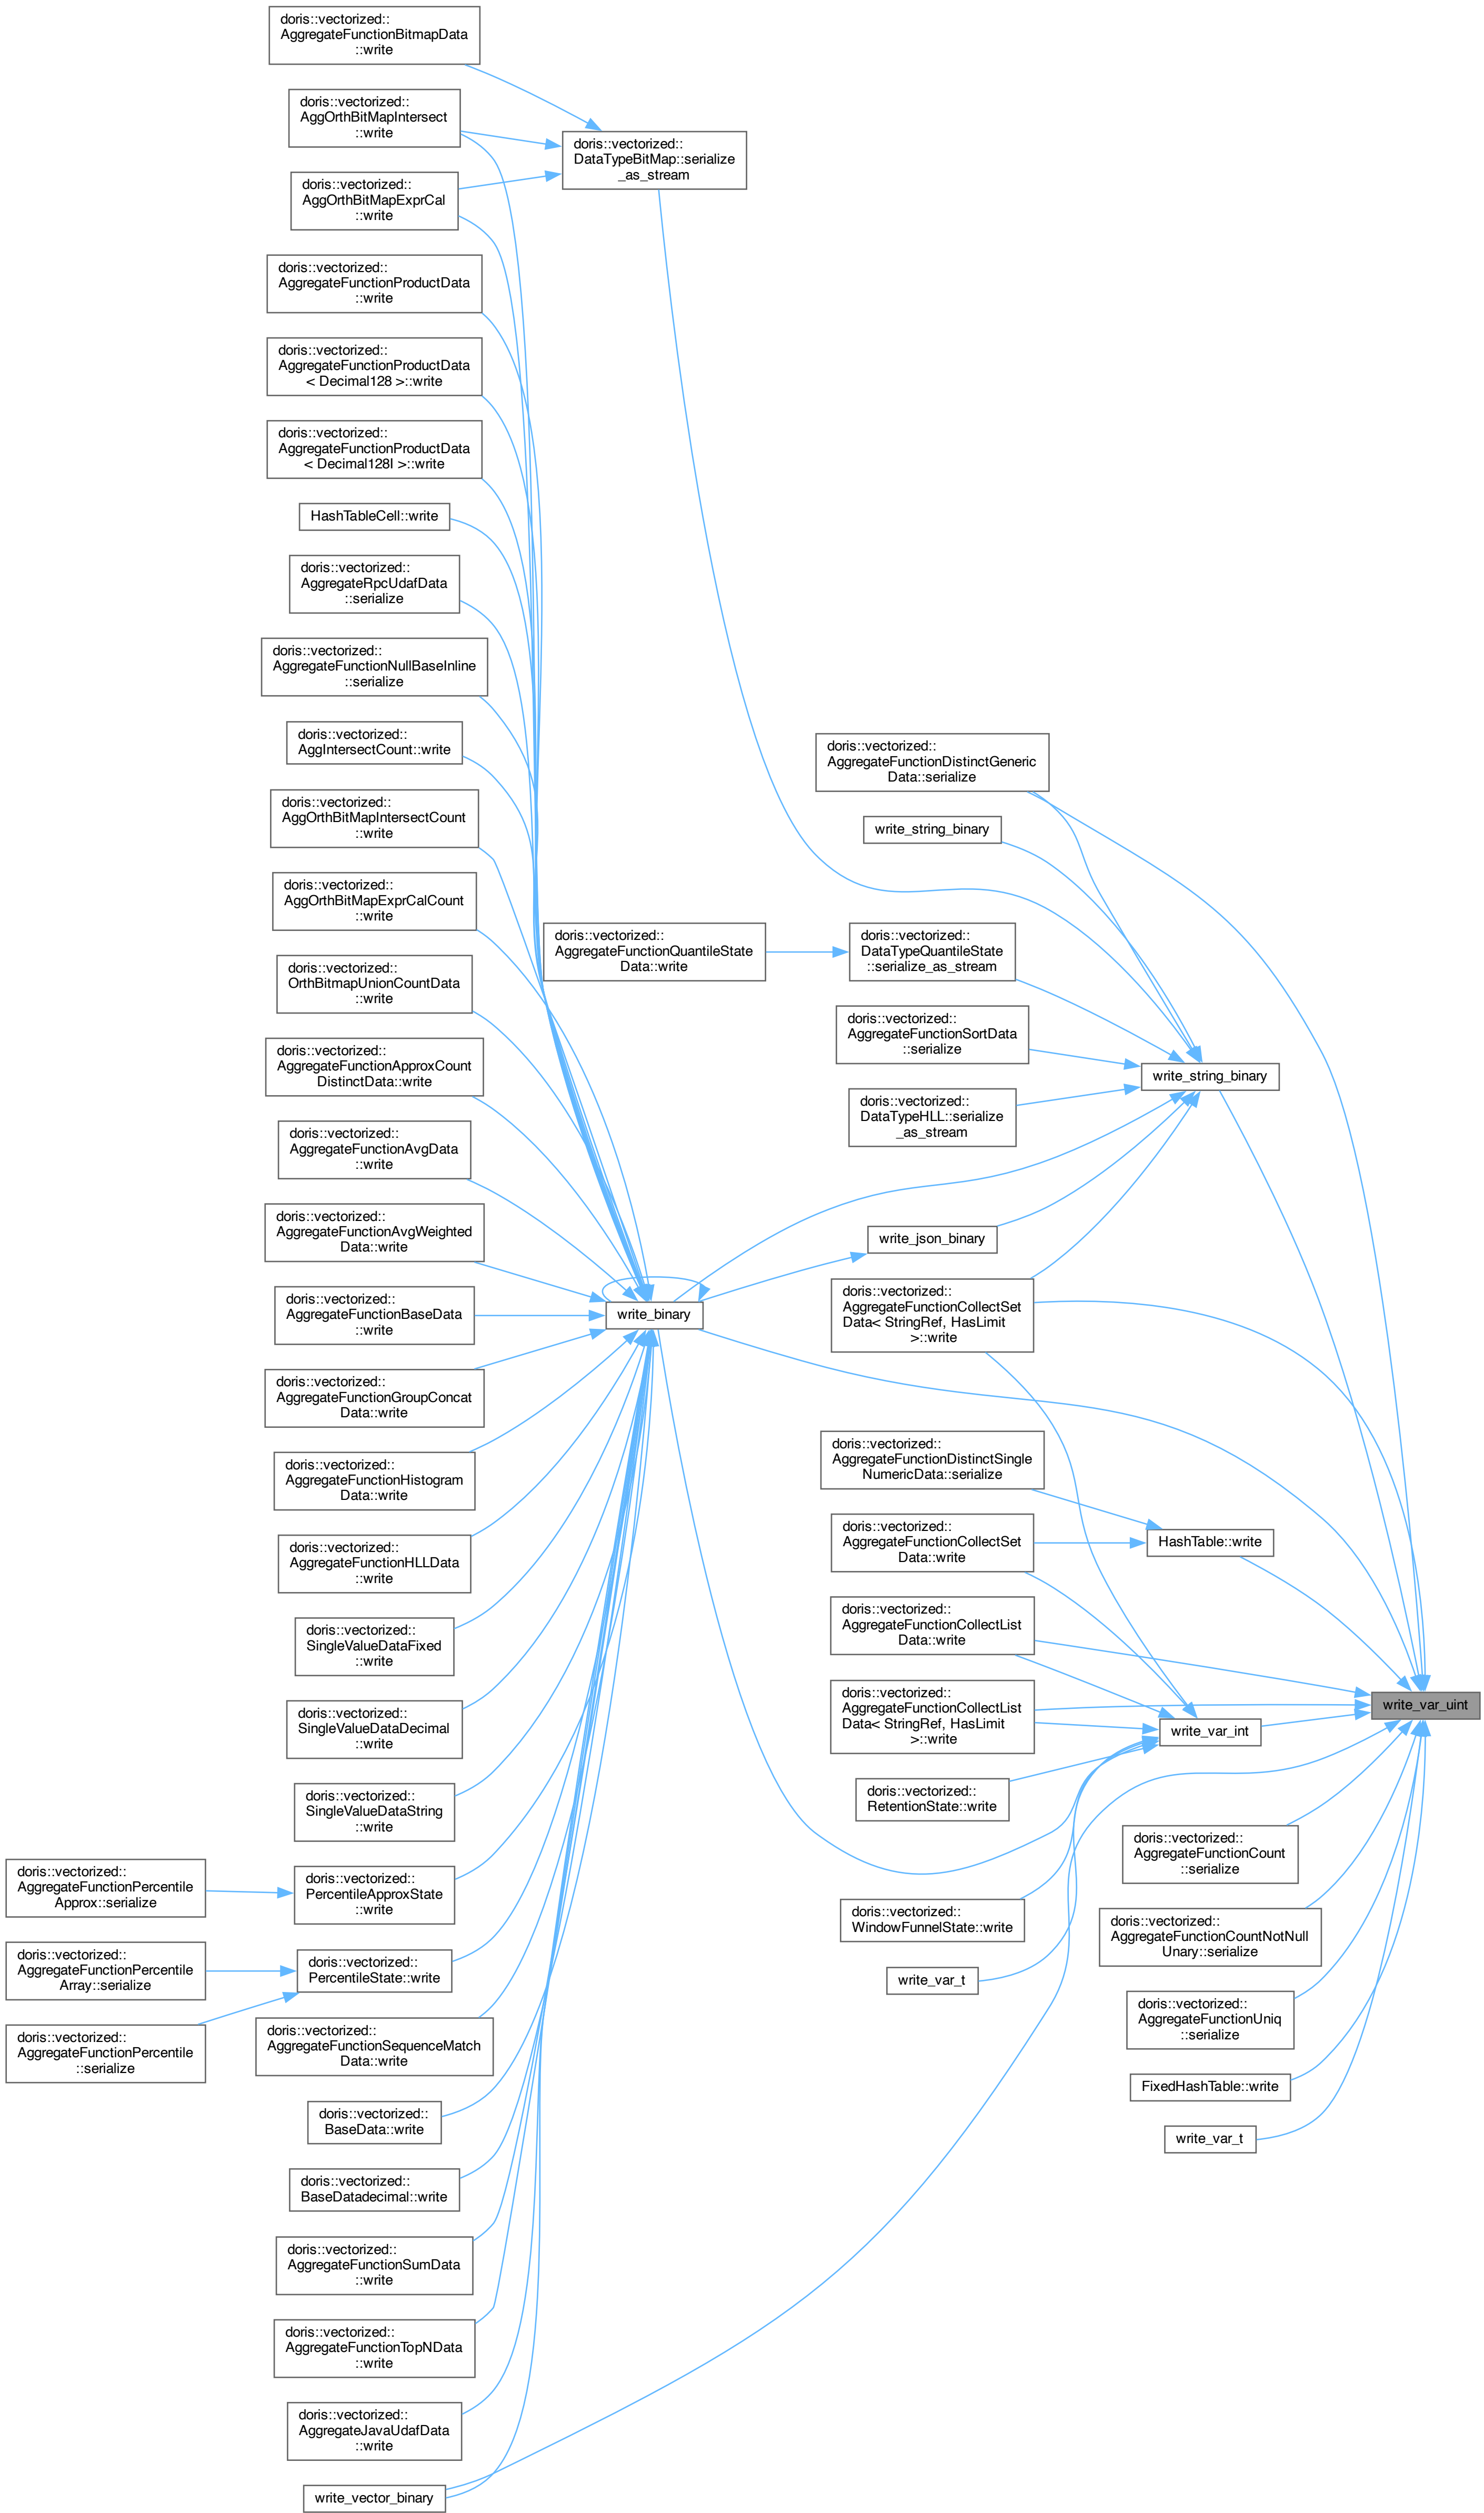 doris::vectorized::
AggregateFunctionBitmapData
::write
doris::vectorized::
AggOrthBitMapIntersect
::write
doris::vectorized::
DataTypeBitMap::serialize
_as_stream
doris::vectorized::
AggOrthBitMapExprCal
::write
doris::vectorized::
AggregateFunctionProductData
::write
doris::vectorized::
AggregateFunctionProductData
< Decimal128 >::write
doris::vectorized::
AggregateFunctionProductData
< Decimal128I >::write
HashTableCell::write
doris::vectorized::
AggregateRpcUdafData
::serialize
doris::vectorized::
AggregateFunctionNullBaseInline
::serialize
doris::vectorized::
AggIntersectCount::write
doris::vectorized::
AggOrthBitMapIntersectCount
::write
doris::vectorized::
AggOrthBitMapExprCalCount
::write
doris::vectorized::
OrthBitmapUnionCountData
::write
doris::vectorized::
AggregateFunctionApproxCount
DistinctData::write
doris::vectorized::
AggregateFunctionAvgData
::write
doris::vectorized::
AggregateFunctionAvgWeighted
Data::write
doris::vectorized::
AggregateFunctionBaseData
::write
doris::vectorized::
AggregateFunctionGroupConcat
Data::write
doris::vectorized::
AggregateFunctionHistogram
Data::write
doris::vectorized::
AggregateFunctionHLLData
::write
doris::vectorized::
SingleValueDataFixed
::write
doris::vectorized::
SingleValueDataDecimal
::write
doris::vectorized::
SingleValueDataString
::write
doris::vectorized::
PercentileApproxState
::write
doris::vectorized::
AggregateFunctionPercentile
Approx::serialize
doris::vectorized::
PercentileState::write
doris::vectorized::
AggregateFunctionPercentile
Array::serialize
doris::vectorized::
AggregateFunctionPercentile
::serialize
doris::vectorized::
AggregateFunctionSequenceMatch
Data::write
doris::vectorized::
BaseData::write
doris::vectorized::
BaseDatadecimal::write
doris::vectorized::
AggregateFunctionSumData
::write
doris::vectorized::
AggregateFunctionTopNData
::write
doris::vectorized::
AggregateJavaUdafData
::write
write_vector_binary
write_binary
doris::vectorized::
AggregateFunctionQuantileState
Data::write
doris::vectorized::
AggregateFunctionDistinctGeneric
Data::serialize
write_string_binary
doris::vectorized::
DataTypeQuantileState
::serialize_as_stream
doris::vectorized::
AggregateFunctionSortData
::serialize
doris::vectorized::
DataTypeHLL::serialize
_as_stream
write_json_binary
doris::vectorized::
AggregateFunctionCollectSet
Data< StringRef, HasLimit
>::write
doris::vectorized::
AggregateFunctionDistinctSingle
NumericData::serialize
doris::vectorized::
AggregateFunctionCollectSet
Data::write
doris::vectorized::
AggregateFunctionCollectList
Data::write
doris::vectorized::
AggregateFunctionCollectList
Data< StringRef, HasLimit
>::write
doris::vectorized::
RetentionState::write
doris::vectorized::
WindowFunnelState::write
write_var_t
write_string_binary
HashTable::write
write_var_int
doris::vectorized::
AggregateFunctionCount
::serialize
doris::vectorized::
AggregateFunctionCountNotNull
Unary::serialize
doris::vectorized::
AggregateFunctionUniq
::serialize
FixedHashTable::write
write_var_t
write_var_uint